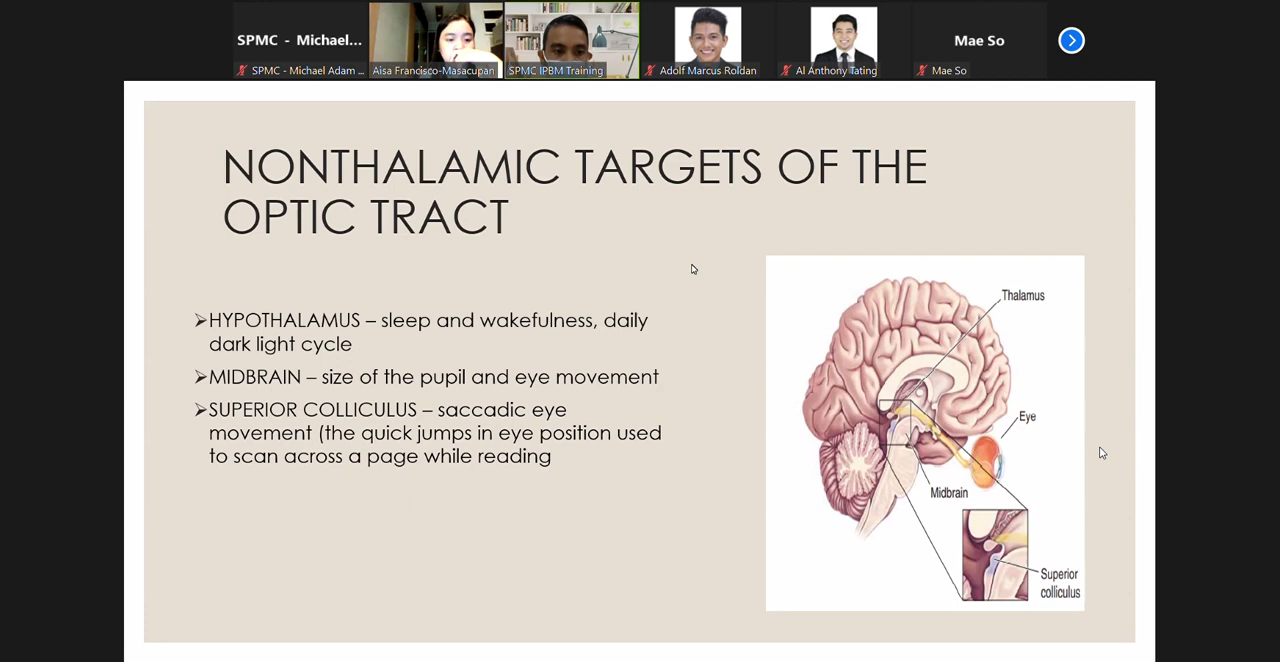 SPMC - Michael...
Mae So
SPMC - Michael Adam ...
Aisa Francisco-Masacupan
SPMC IPBM Training
Adolf Marcus Roldan
Al Anthony Tating
Mae So
NONTHALAMIC TARGETS OF THE
OPTIC TRACT
➢HYPOTHALAMUS – sleep and wakefulness, daily
dark light cycle
➢MIDBRAIN – size of the pupil and eye movement
➢SUPERIOR COLLICULUS – saccadic eye
movement (the quick jumps in eye position used
to scan across a page while reading
Thalamus
Eye
Midbrain
Superior
colliculus